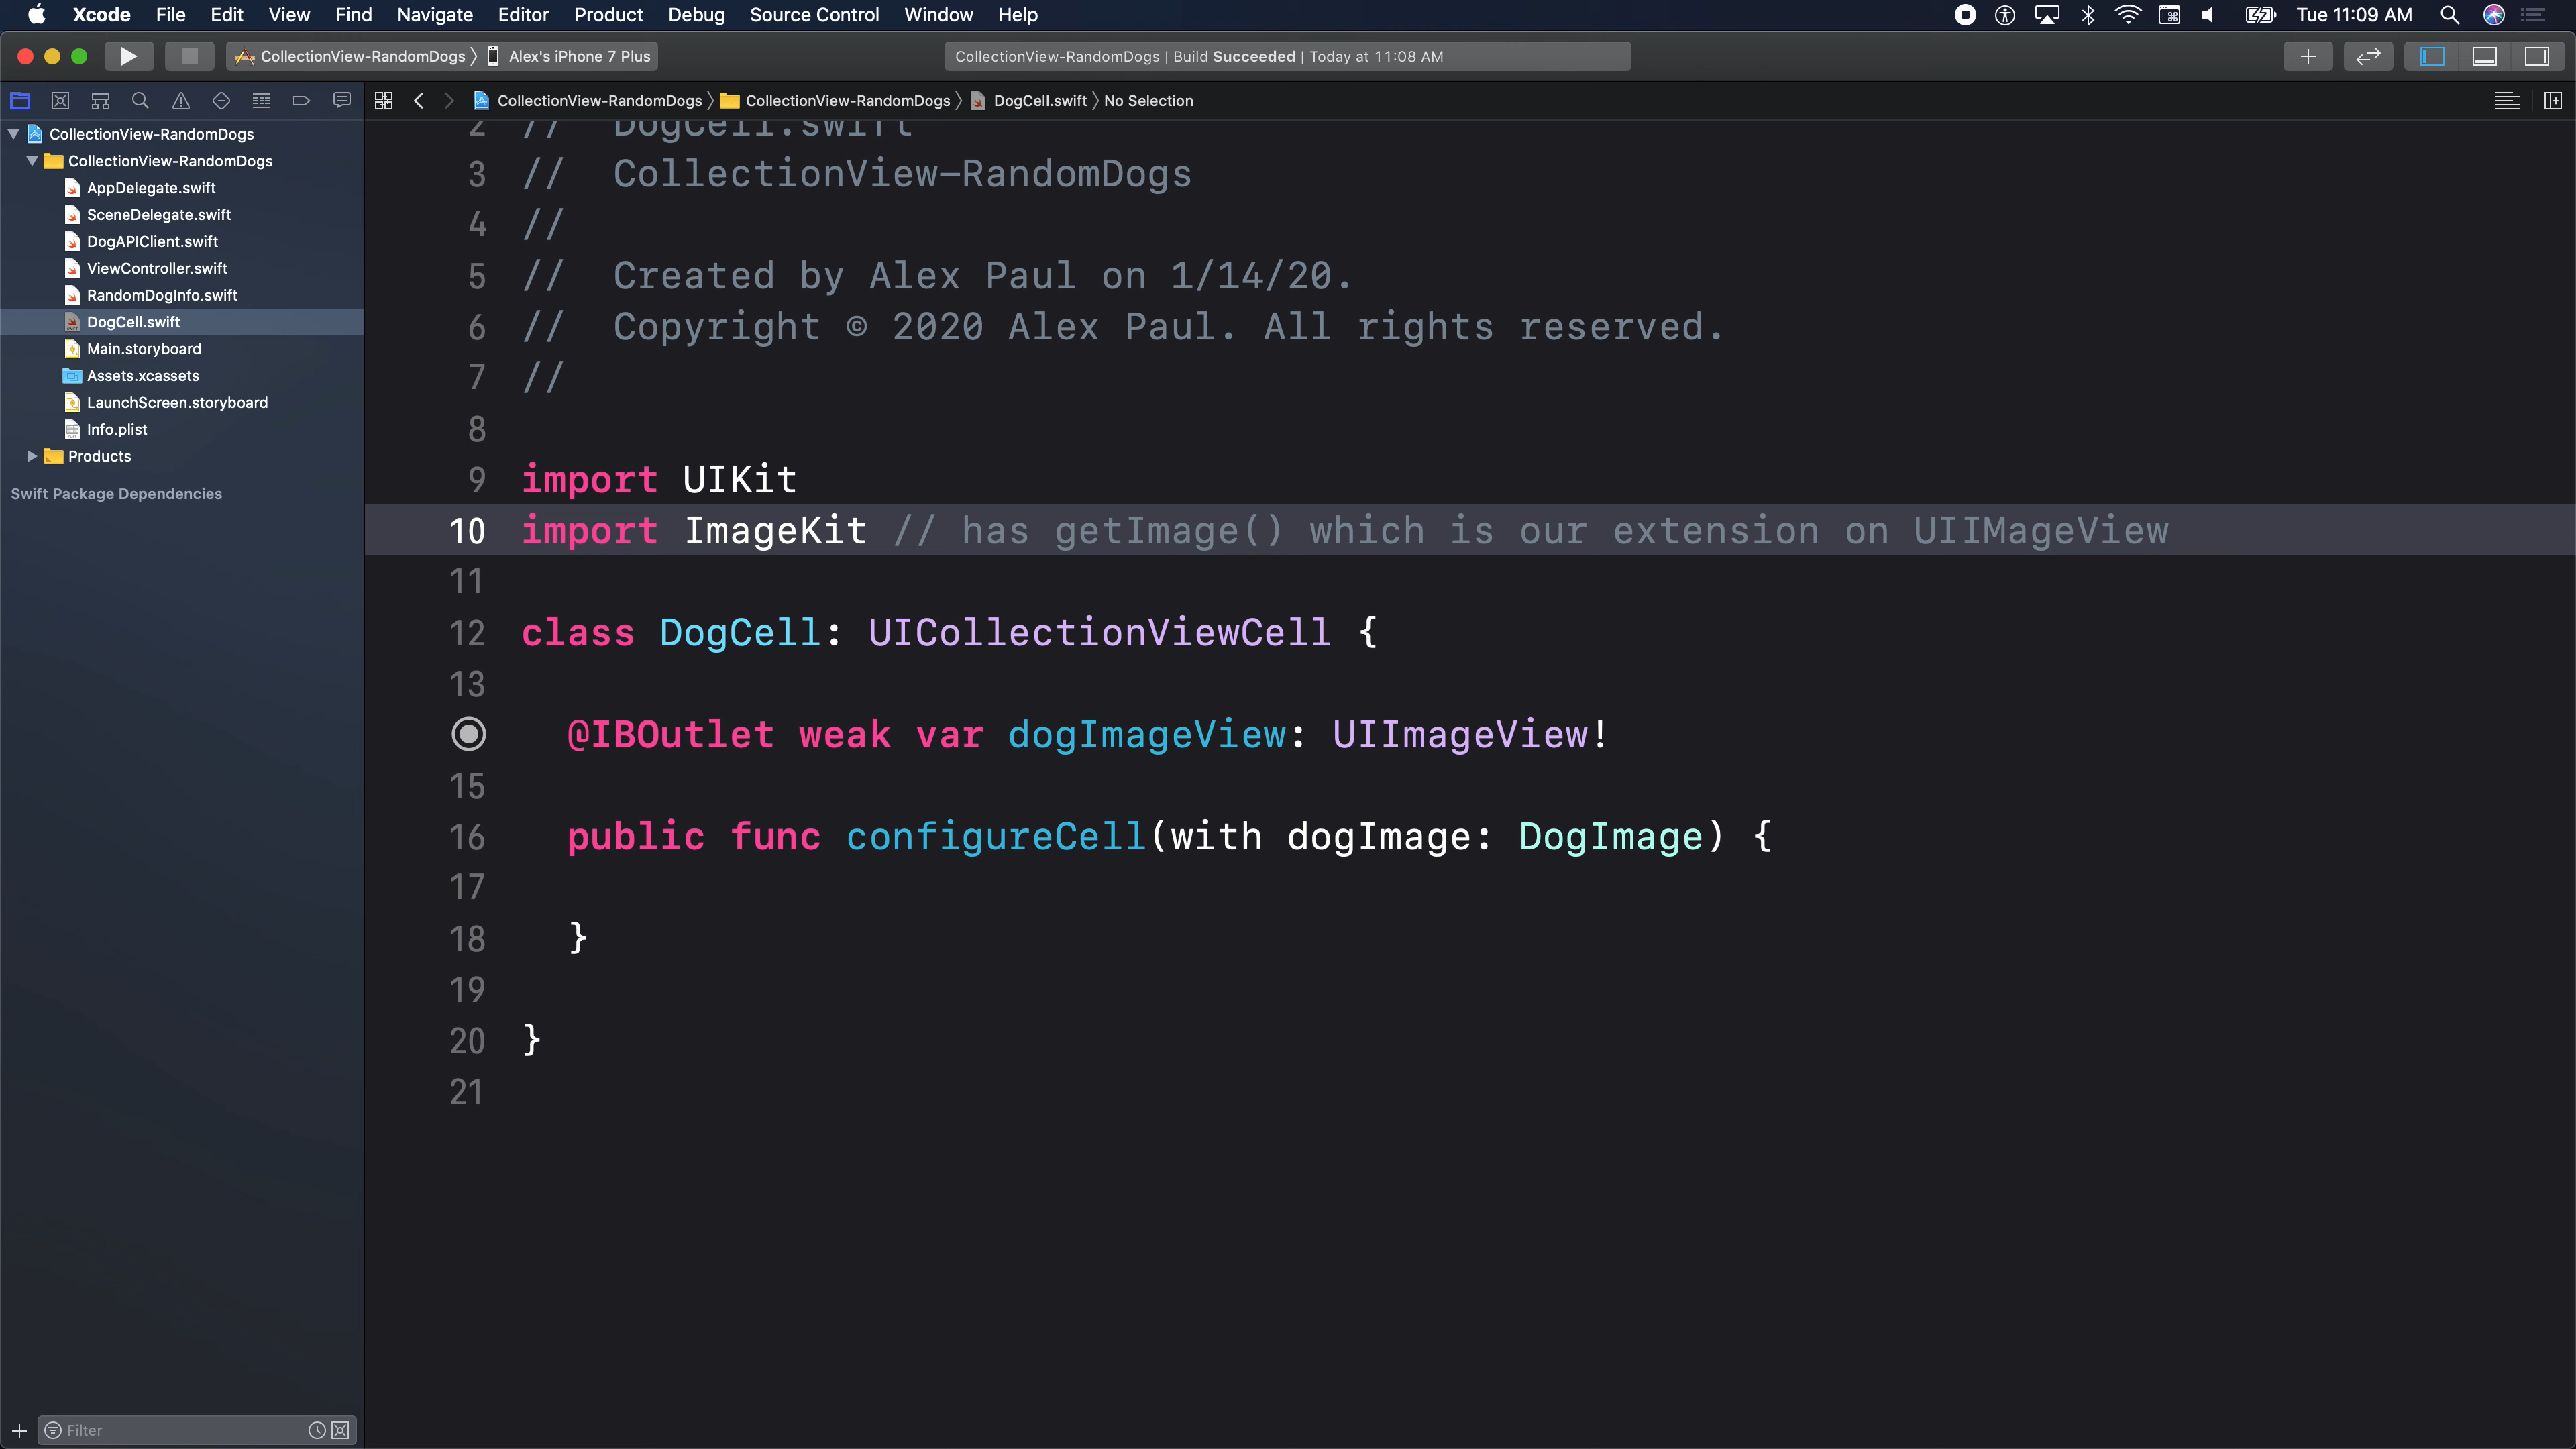 Xcode File Edit View Find Navigate Editor Product Debug Source Control Window Help Tue 11:09 AM
CollectionView-RandomDogs 〉 Alex's iPhone 7 Plus CollectionView-RandomDogs | Build Succeeded | Today at 11:08 AM
CollectionView-RandomDogs 〉 CollectionView-RandomDogs 〉 DogCell.swift 〉 No Selection
CollectionView-RandomDogs
CollectionView-RandomDogs
AppDelegate.swift
SceneDelegate.swift
DogAPIClient.swift
ViewController.swift
RandomDogInfo.swift
DogCell.swift
Main.storyboard
Assets.xcassets
LaunchScreen.storyboard
Info.plist
Products
Swift Package Dependencies
Filter
2 // DogCell.swift
3 // CollectionView-RandomDogs
4 //
5 // Created by Alex Paul on 1/14/20.
6 // Copyright © 2020 Alex Paul. All rights reserved.
7 //
8
9 import UIKit
10 import ImageKit // has getImage() which is our extension on UIIMageView
11
12 class DogCell: UICollectionViewCell {
13
@IBOutlet weak var dogImageView: UIImageView!
15
16 public func configureCell(with dogImage: DogImage) {
17
18 }
19
20 }
21